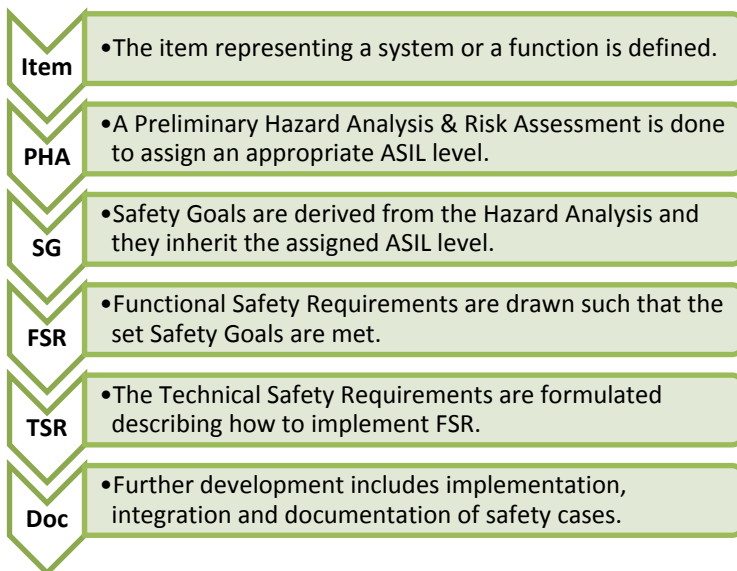 Item
•The item representing a system or a function is defined.
PHA
•A Preliminary Hazard Analysis & Risk Assessment is done
to assign an appropriate ASIL level.
SG
•Safety Goals are derived from the Hazard Analysis and
they inherit the assigned ASIL level.
FSR
•Functional Safety Requirements are drawn such that the
set Safety Goals are met.
TSR
•The Technical Safety Requirements are formulated
describing how to implement FSR.
Doc
•Further development includes implementation,
integration and documentation of safety cases.